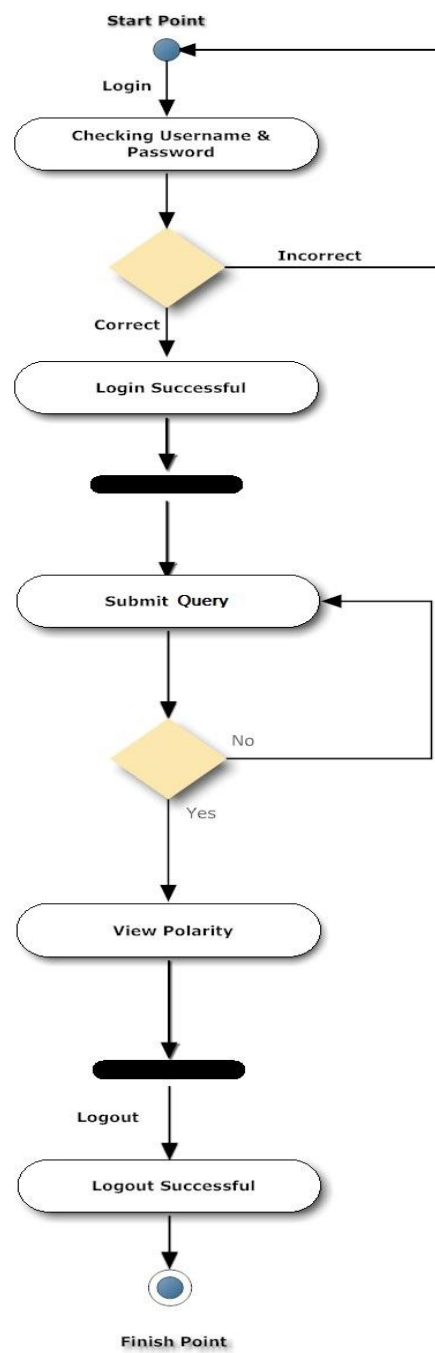 Start Point
Login
Checking Username &
Password
Incorrect
Correct
Login Successful
Submit Query
No
Yes
View Polarity
Logout
Logout Successful
Finish Point